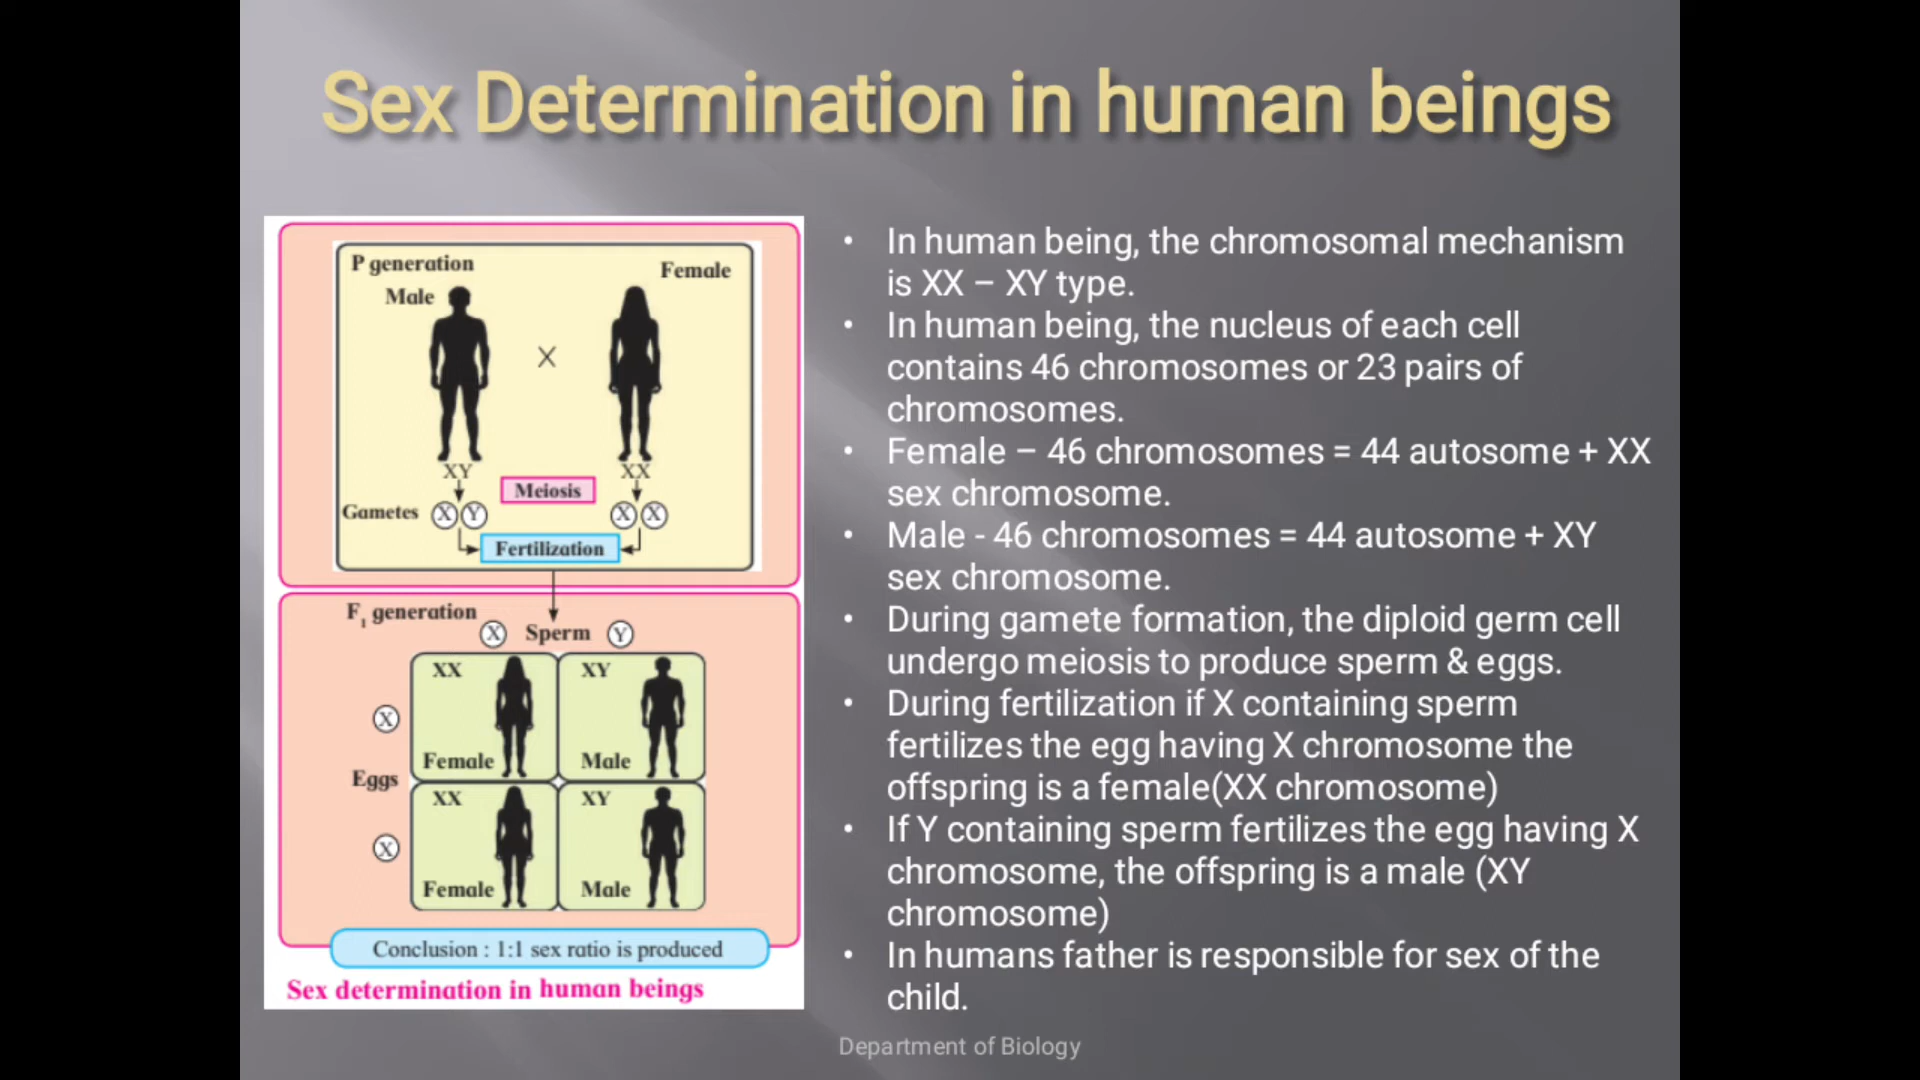 Sex Determination in human beings
P generation
Female
Male
X
XY
XX
Meiosis
Gametes X Y X X
Fertilization
F1 generation
X Sperm Y
XX XY
X
Female Male
Eggs
XX XY
X
Female Male
Conclusion : 1:1 sex ratio is produced
Sex determination in human beings
• In human being, the chromosomal mechanism
is XX – XY type.
• In human being, the nucleus of each cell
contains 46 chromosomes or 23 pairs of
chromosomes.
• Female – 46 chromosomes = 44 autosome + XX
sex chromosome.
• Male - 46 chromosomes = 44 autosome + XY
sex chromosome.
• During gamete formation, the diploid germ cell
undergo meiosis to produce sperm & eggs.
• During fertilization if X containing sperm
fertilizes the egg having X chromosome the
offspring is a female(XX chromosome)
• If Y containing sperm fertilizes the egg having X
chromosome, the offspring is a male (XY
chromosome)
• In humans father is responsible for sex of the
child.
Department of Biology